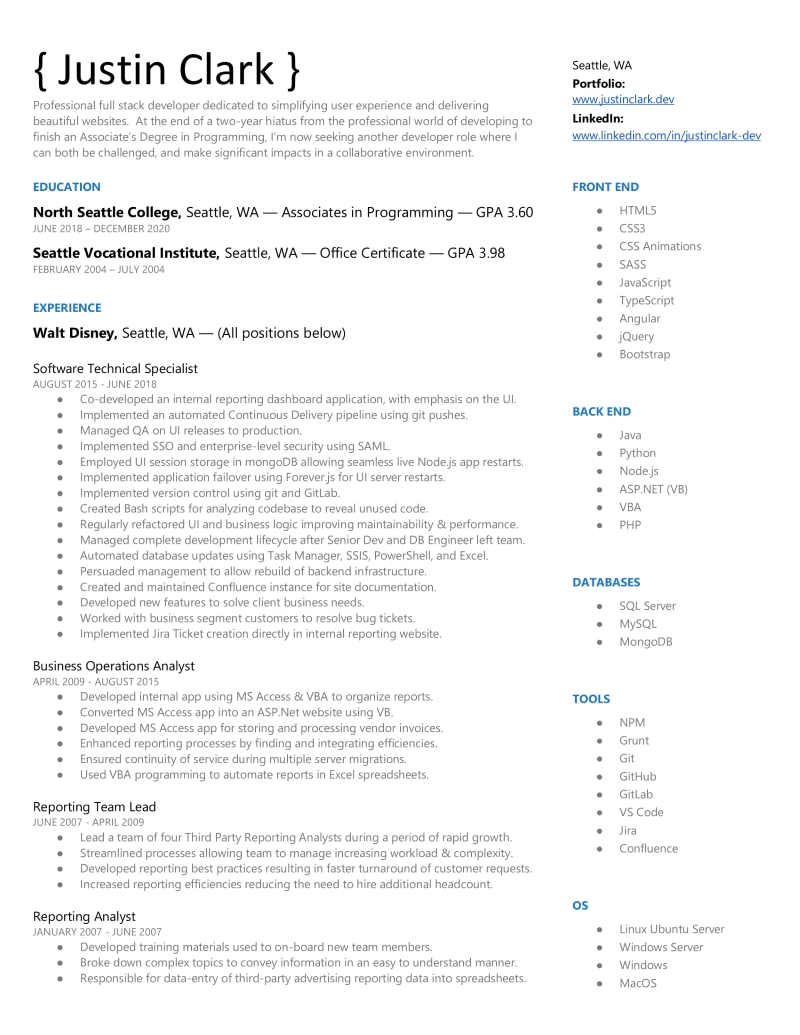 { Justin Clark }
Professional full stack developer dedicated to simplifying user experience and delivering
beautiful websites.  At the end of a two-year hiatus from the professional world of developing to
finish an Associate's Degree in Programming, I'm now seeking another developer role where I
can both be challenged, and make significant impacts in a collaborative environment.
EDUCATION
North Seattle College, Seattle, WA — Associates in Programming — GPA 3.60
JUNE 2018 – DECEMBER 2020
Seattle Vocational Institute, Seattle, WA — Office Certificate — GPA 3.98
FEBRUARY 2004 – JULY 2004
EXPERIENCE
Walt Disney, Seattle, WA — (All positions below)
Software Technical Specialist
AUGUST 2015 - JUNE 2018
● Co-developed an internal reporting dashboard application, with emphasis on the UI.
● Implemented an automated Continuous Delivery pipeline using git pushes.
● Managed QA on UI releases to production.
● Implemented SSO and enterprise-level security using SAML.
● Employed UI session storage in mongoDB allowing seamless live Node.js app restarts.
● Implemented application failover using Forever.js for UI server restarts.
● Implemented version control using git and GitLab.
● Created Bash scripts for analyzing codebase to reveal unused code.
● Regularly refactored UI and business logic improving maintainability & performance.
● Managed complete development lifecycle after Senior Dev and DB Engineer left team.
● Automated database updates using Task Manager, SSIS, PowerShell, and Excel.
● Persuaded management to allow rebuild of backend infrastructure.
● Created and maintained Confluence instance for site documentation.
● Developed new features to solve client business needs.
● Worked with business segment customers to resolve bug tickets.
● Implemented Jira Ticket creation directly in internal reporting website.
Business Operations Analyst
APRIL 2009 - AUGUST 2015
● Developed internal app using MS Access & VBA to organize reports.
● Converted MS Access app into an ASP.Net website using VB.
● Developed MS Access app for storing and processing vendor invoices.
● Enhanced reporting processes by finding and integrating efficiencies.
● Ensured continuity of service during multiple server migrations.
● Used VBA programming to automate reports in Excel spreadsheets.
Reporting Team Lead
JUNE 2007 - APRIL 2009
● Lead a team of four Third Party Reporting Analysts during a period of rapid growth.
● Streamlined processes allowing team to manage increasing workload & complexity.
● Developed reporting best practices resulting in faster turnaround of customer requests.
● Increased reporting efficiencies reducing the need to hire additional headcount.
Reporting Analyst
JANUARY 2007 - JUNE 2007
● Developed training materials used to on-board new team members.
● Broke down complex topics to convey information in an easy to understand manner.
● Responsible for data-entry of third-party advertising reporting data into spreadsheets.
Seattle, WA
Portfolio:
www.justinclark.dev
LinkedIn:
www.linkedin.com/in/justinclark-dev
FRONT END
● HTML5
● CSS3
● CSS Animations
● SASS
● JavaScript
● TypeScript
● Angular
● jQuery
● Bootstrap
BACK END
● Java
● Python
● Node.js
● ASP.NET (VB)
● VBA
● PHP
DATABASES
● SQL Server
● MySQL
● MongoDB
TOOLS
● NPM
● Grunt
● Git
● GitHub
● GitLab
● VS Code
● Jira
● Confluence
OS
● Linux Ubuntu Server
● Windows Server
● Windows
● MacOS